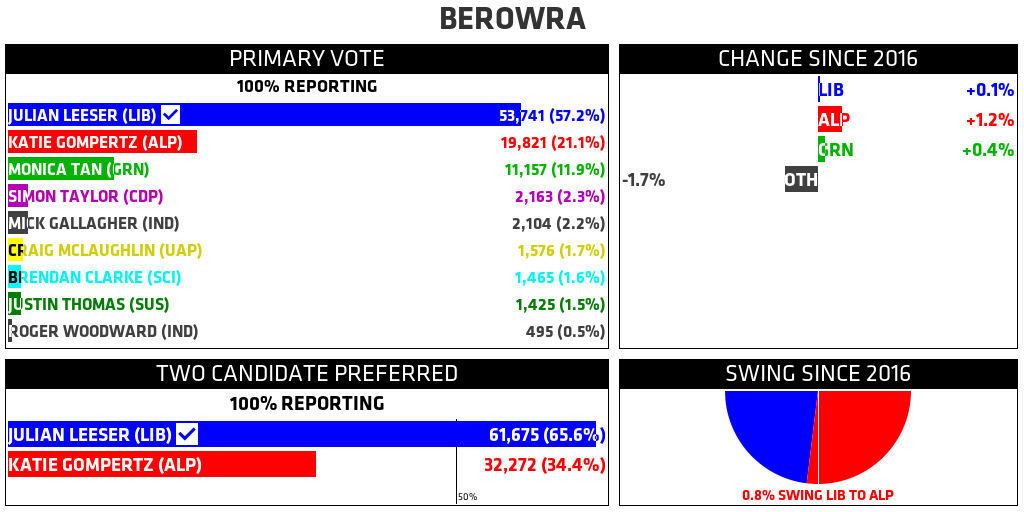 BEROWRA
PRIMARY VOTE
100% REPORTING
JULIAN LEESER (LIB) 53,741 (57.2%)
KATIE GOMPERTZ (ALP) 19,821 (21.1%)
MONICA TAN (GRN) 11,157 (11.9%)
SIMON TAYLOR (CDP) 2,163 (2.3%)
MICK GALLAGHER (IND) 2,104 (2.2%)
CRAIG MCLAUGHLIN (UAP) 1,576 (1.7%)
BRENDAN CLARKE (SCI) 1,465 (1.6%)
JUSTIN THOMAS (SUS) 1,425 (1.5%)
ROGER WOODWARD (IND) 495 (0.5%)
CHANGE SINCE 2016
LIB +0.1%
ALP +1.2%
GRN +0.4%
-1.7% OTH
TWO CANDIDATE PREFERRED
100% REPORTING
JULIAN LEESER (LIB) 61,675 (65.6%)
KATIE GOMPERTZ (ALP) 32,272 (34.4%)
50%
SWING SINCE 2016
0.8% SWING LIB TO ALP